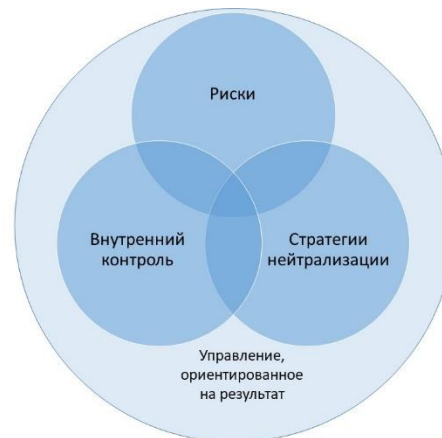 Риски
Внутренний
контроль
Стратегии
нейтрализации
Управление,
ориентированное
на результат